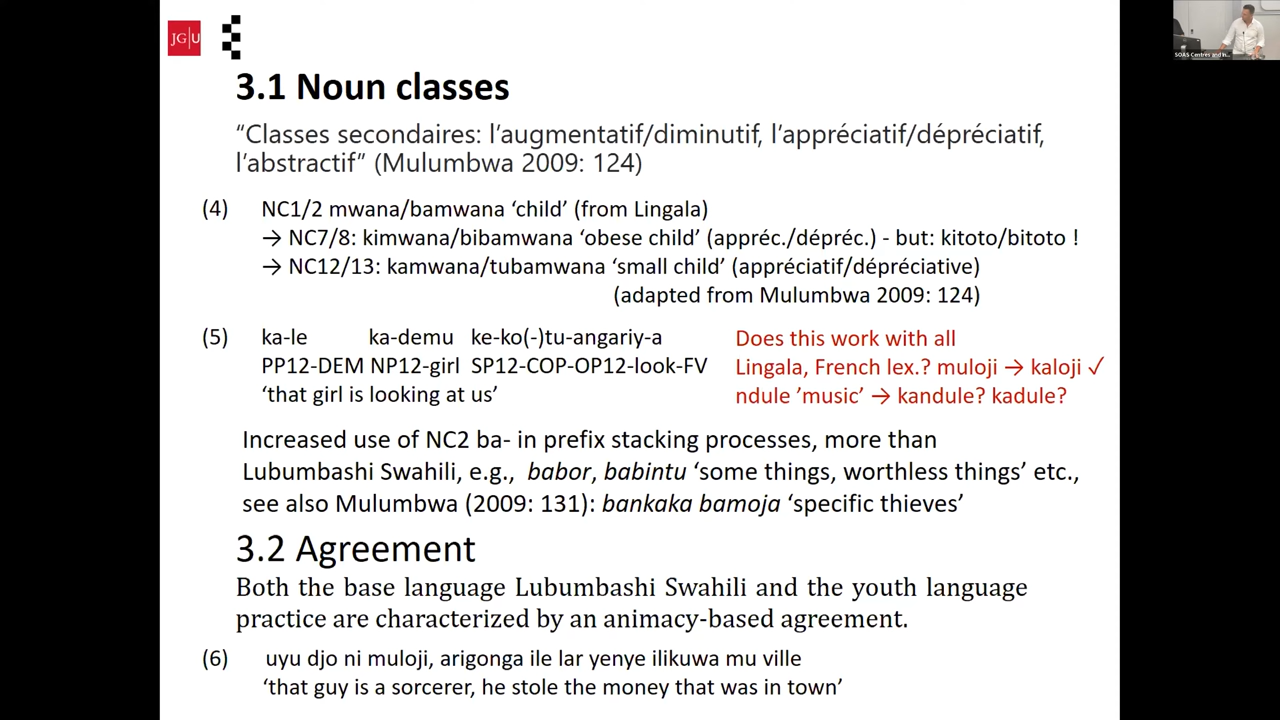 JG|U
SOAS Centres and In...
3.1 Noun classes
“Classes secondaires: l’augmentatif/diminutif, l’appréciatif/dépréciatif,
l’abstractif” (Mulumbwa 2009: 124)
(4) NC1/2 mwana/bamwana ‘child’ (from Lingala)
→ NC7/8: kimwana/bibamwana ‘obese child’ (appréc./dépréc.) - but: kitoto/bitoto !
→ NC12/13: kamwana/tubamwana ‘small child’ (appréciatif/dépréciative)
(adapted from Mulumbwa 2009: 124)
(5) ka-le ka-demu ke-ko(-)tu-angariy-a
PP12-DEM NP12-girl SP12-COP-OP12-look-FV
‘that girl is looking at us’
Does this work with all
Lingala, French lex.? muloji → kaloji ✓
ndule ’music’ → kandule? kadule?
Increased use of NC2 ba- in prefix stacking processes, more than
Lubumbashi Swahili, e.g., babor, babintu ‘some things, worthless things’ etc.,
see also Mulumbwa (2009: 131): bankaka bamoja ‘specific thieves’
3.2 Agreement
Both the base language Lubumbashi Swahili and the youth language
practice are characterized by an animacy-based agreement.
(6) uyu djo ni muloji, arigonga ile lar yenye ilikuwa mu ville
‘that guy is a sorcerer, he stole the money that was in town’